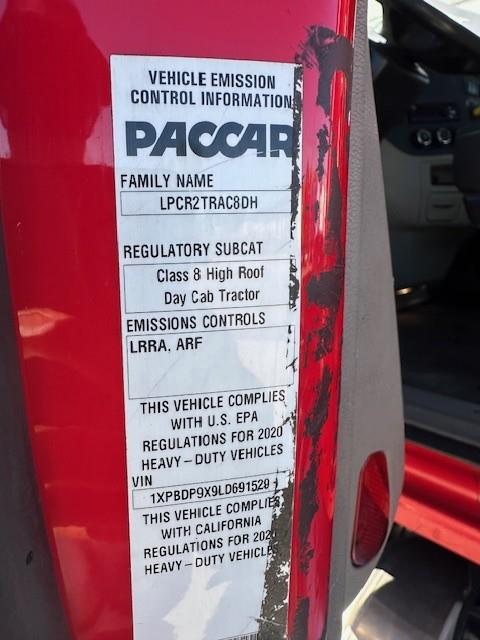 VEHICLE EMISSION
CONTROL INFORMATION
PACCAR
FAMILY NAME
LPCR2TRAC8DH
REGULATORY SUBCAT
Class 8 High Roof
Day Cab Tractor
EMISSIONS CONTROLS
LRRA, ARF
THIS VEHICLE COMPLIES
WITH U.S. EPA
REGULATIONS FOR 2020
HEAVY-DUTY VEHICLES
VIN
1XPBDP9X9LD691529
THIS VEHICLE COMPLIES
WITH CALIFORNIA
REGULATIONS FOR 2020
HEAVY-DUTY VEHICLES